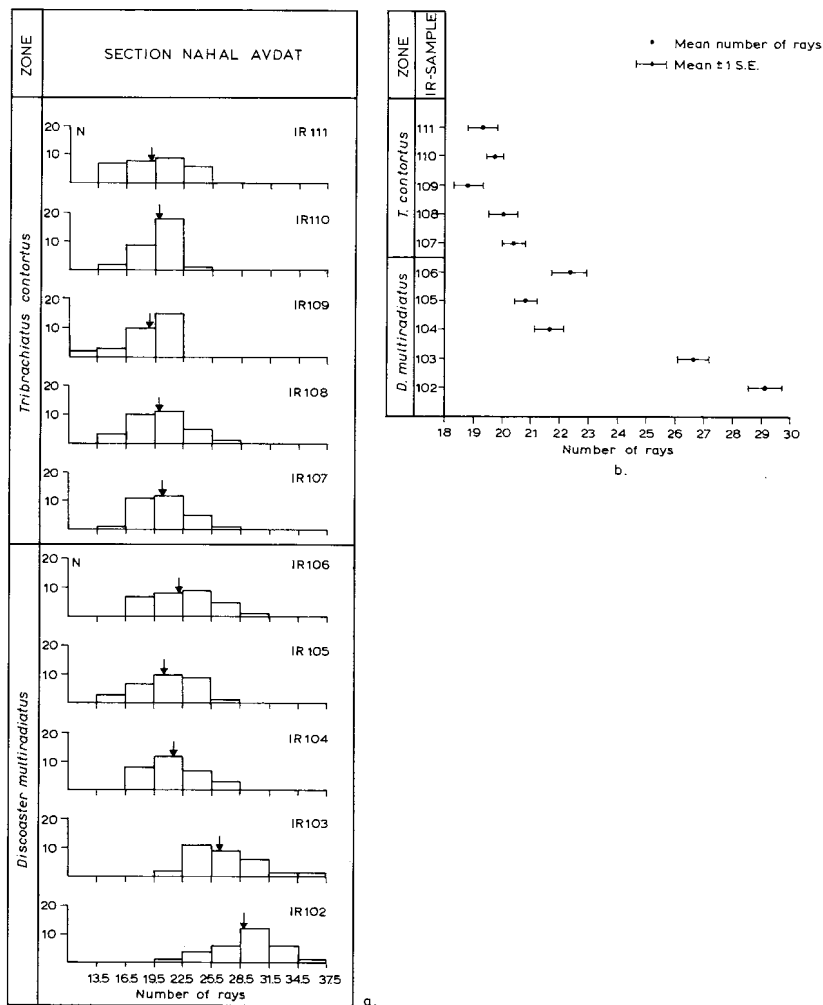 ZONE
SECTION NAHAL AVDAT
Tribrachiatus contortus
20 N
10
IR 111
20
10
IR110
20
10
IR109
20
10
IR108
20
10
IR107
Discoaster multiradiatus
20 N
10
IR106
20
10
IR105
20
10
IR104
20
10
IR103
20
10
IR102
13.5 16.5 19.5 22.5 25.5 28.5 31.5 34.5 37.5
Number of rays
a.
ZONE
IR-SAMPLE
Mean number of rays
Mean ±1 S.E.
T. contortus
111
110
109
108
107
D. multiradiatus
106
105
104
103
102
18 19 20 21 22 23 24 25 26 27 28 29 30
Number of rays
b.